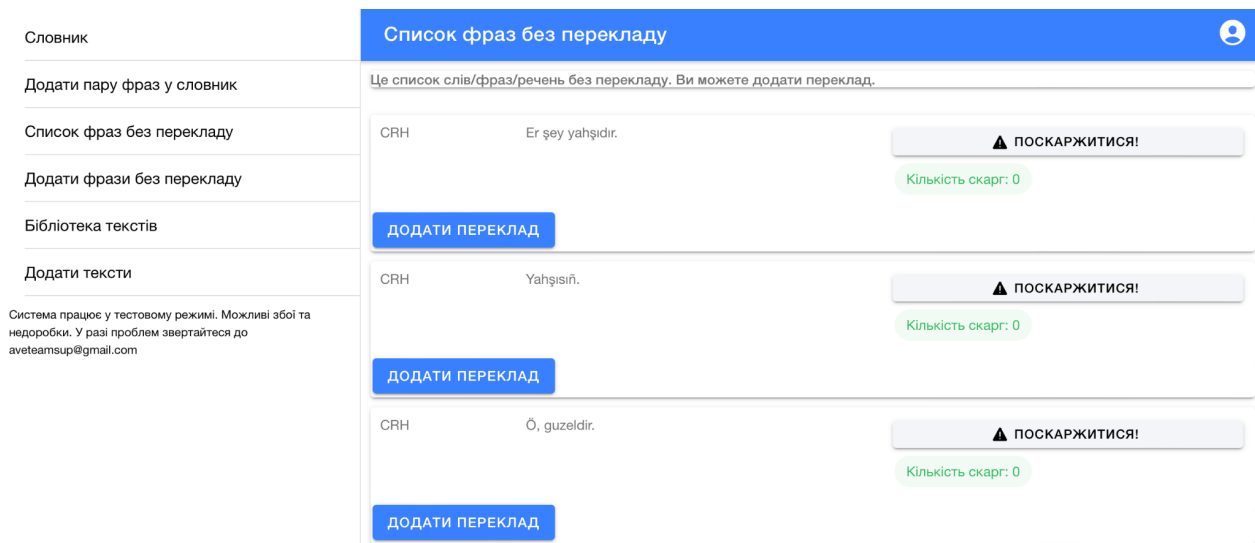 Словник
Додати пару фраз у словник
Список фраз без перекладу
Додати фрази без перекладу
Бібліотека текстів
Додати тексти
Система працює у тестовому режимі. Можливі збої та
недоробки. У разі проблем звертайтеся до
aveteamsup@gmail.com
Список фраз без перекладу
Це список слів/фраз/речень без перекладу. Ви можете додати переклад.
CRH Er şey yahşıdır. ПОСКАРЖИТИСЯ!
Кількість скарг: 0
ДОДАТИ ПЕРЕКЛАД
CRH Yahşısıñ. ПОСКАРЖИТИСЯ!
Кількість скарг: 0
ДОДАТИ ПЕРЕКЛАД
CRH Ö, guzeldir. ПОСКАРЖИТИСЯ!
Кількість скарг: 0
ДОДАТИ ПЕРЕКЛАД